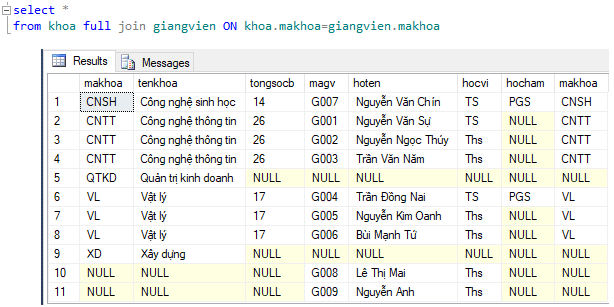 select *
from khoa full join giangvien ON khoa.makhoa=giangvien.makhoa
Results Messages
makhoa tenkhoa tongsocb magv hoten hocvi hocham makhoa
1 CNSH Công nghệ sinh học 14 G007 Nguyễn Văn Chín TS PGS CNSH
2 CNTT Công nghệ thông tin 26 G001 Nguyễn Văn Sự TS NULL CNTT
3 CNTT Công nghệ thông tin 26 G002 Nguyễn Ngọc Thúy Ths NULL CNTT
4 CNTT Công nghệ thông tin 26 G003 Trần Văn Năm Ths NULL CNTT
5 QTKD Quản trị kinh doanh NULL NULL NULL NULL NULL NULL
6 VL Vật lý 17 G004 Trần Đồng Nai TS PGS VL
7 VL Vật lý 17 G005 Nguyễn Kim Oanh Ths NULL VL
8 VL Vật lý 17 G006 Bùi Mạnh Tứ Ths NULL VL
9 XD Xây dựng NULL NULL NULL NULL NULL NULL
10 NULL NULL NULL G008 Lê Thị Mai Ths NULL NULL
11 NULL NULL NULL G009 Nguyễn Anh Ths NULL NULL